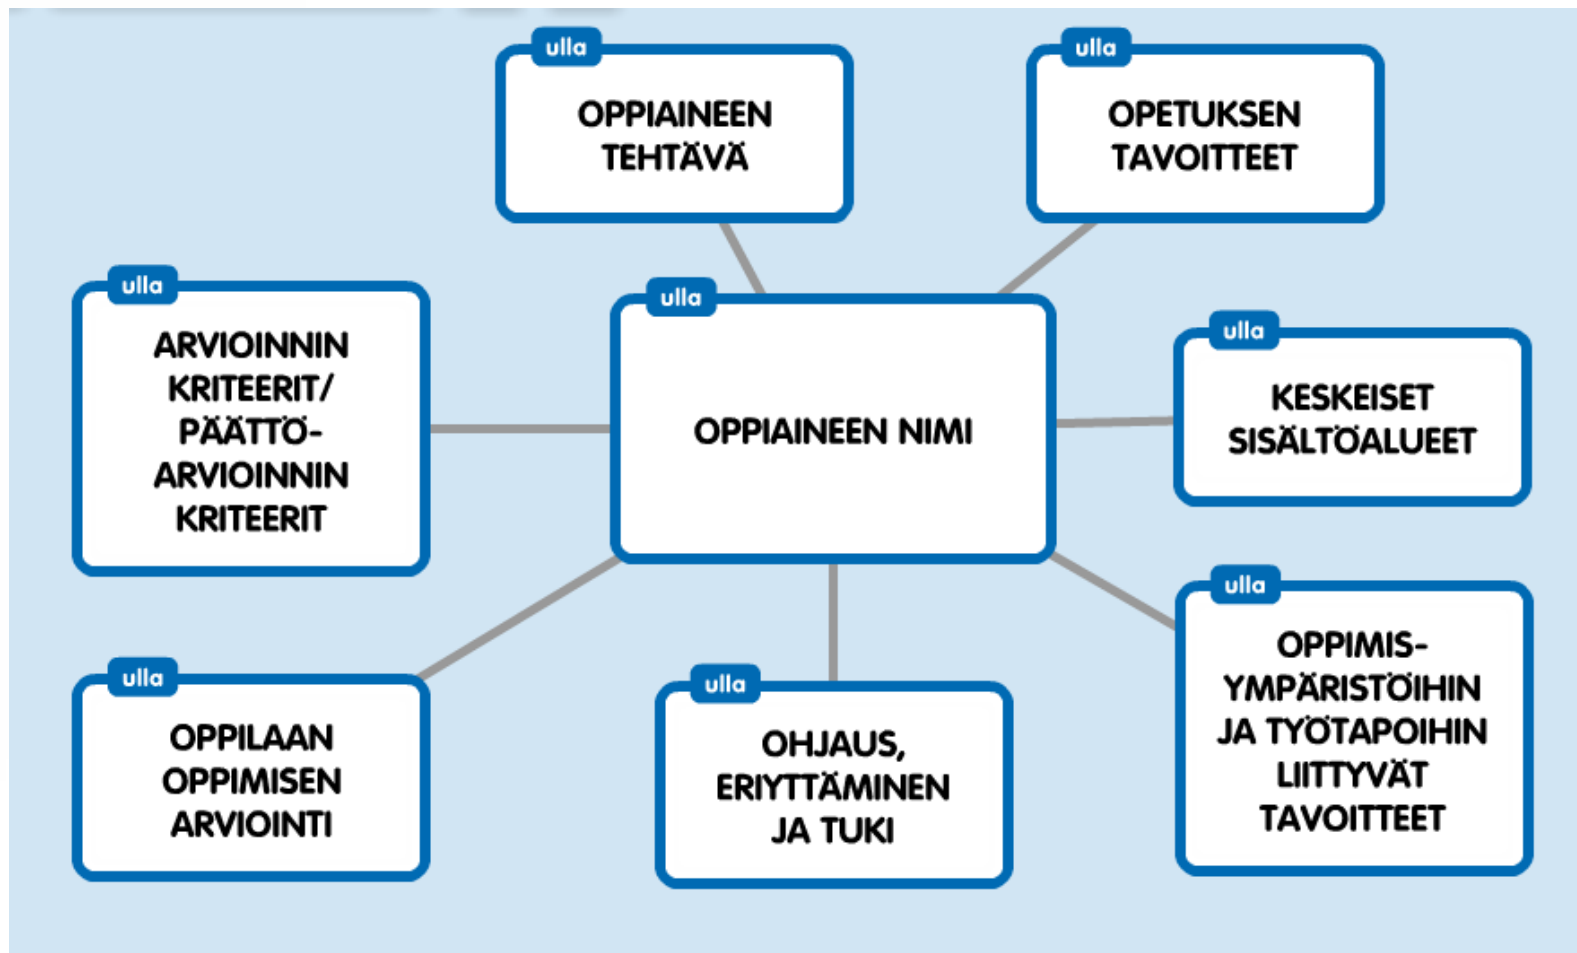 ulla
OPPIAINEEN
TEHTÄVÄ
ulla
OPETUKSEN
TAVOITTEET
ulla
ARVIOINNIN
KRITEERIT/
PÄÄTTÖ-
ARVIOINNIN
KRITEERIT
ulla
OPPIAINEEN NIMI
ulla
KESKEISET
SISÄLTÖALUEET
ulla
OPPILAAN
OPPIMISEN
ARVIOINTI
ulla
OHJAUS,
ERIYTTÄMINEN
JA TUKI
ulla
OPPIMIS-
YMPÄRISTÖIHIN
JA TYÖTAPOIHIN
LIITTYVÄT
TAVOITTEET